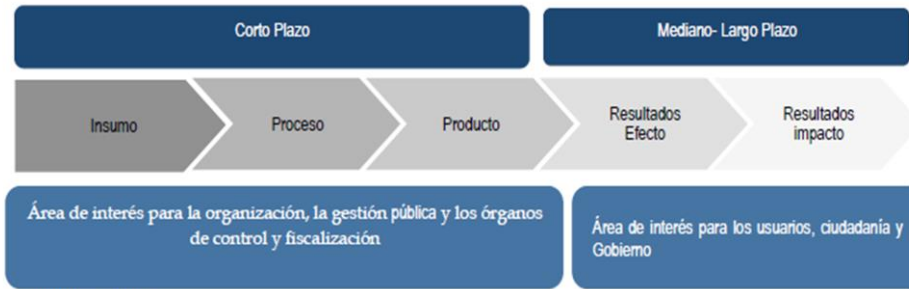 Corto Plazo
Mediano- Largo Plazo
Insumo
Proceso
Producto
Resultados
Efecto
Resultados
impacto
Área de interés para la organización, la gestión pública y los órganos
de control y fiscalización
Área de interés para los usuarios, ciudadanía y
Gobierno